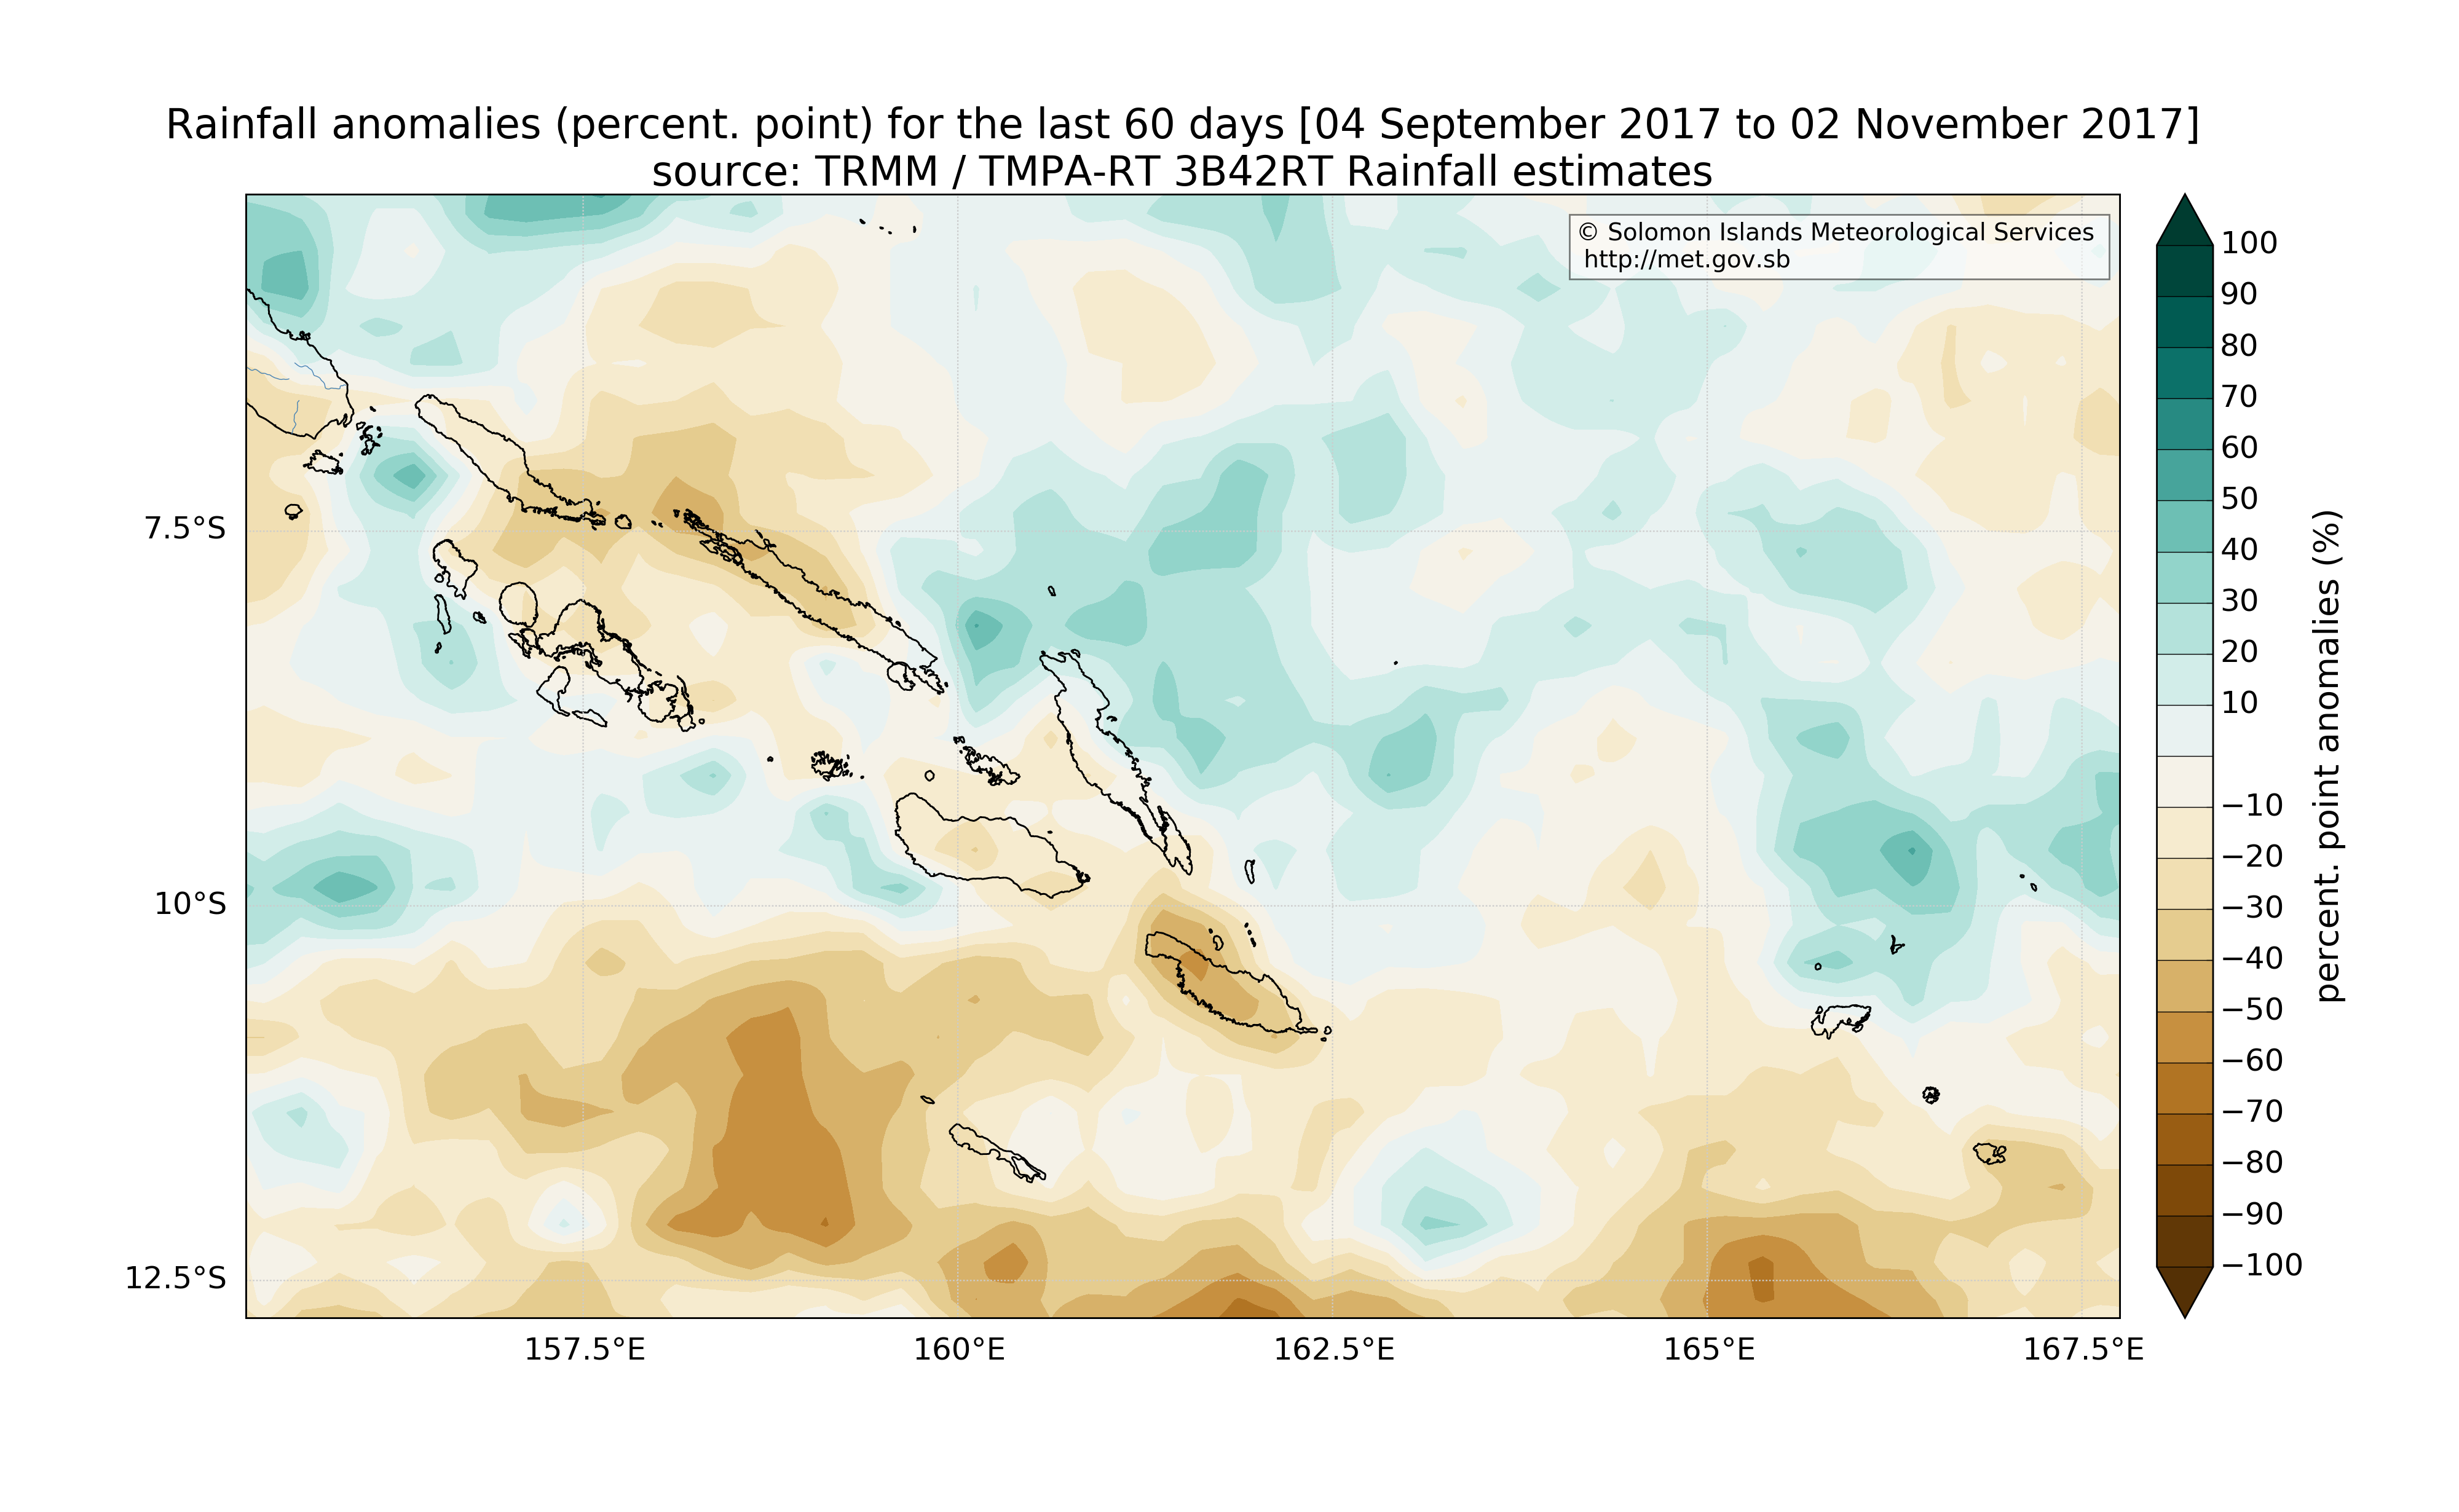 Rainfall anomalies (percent. point) for the last 60 days [04 September 2017 to 02 November 2017]
source: TRMM / TMPA-RT 3B42RT Rainfall estimates
© Solomon Islands Meteorological Services
http://met.gov.sb
7.5°S
10°S
12.5°S
157.5°E
160°E
162.5°E
165°E
167.5°E
100
90
80
70
60
50
40
30
20
10
−10
−20
−30
−40
−50
−60
−70
−80
−90
−100
percent. point anomalies (%)